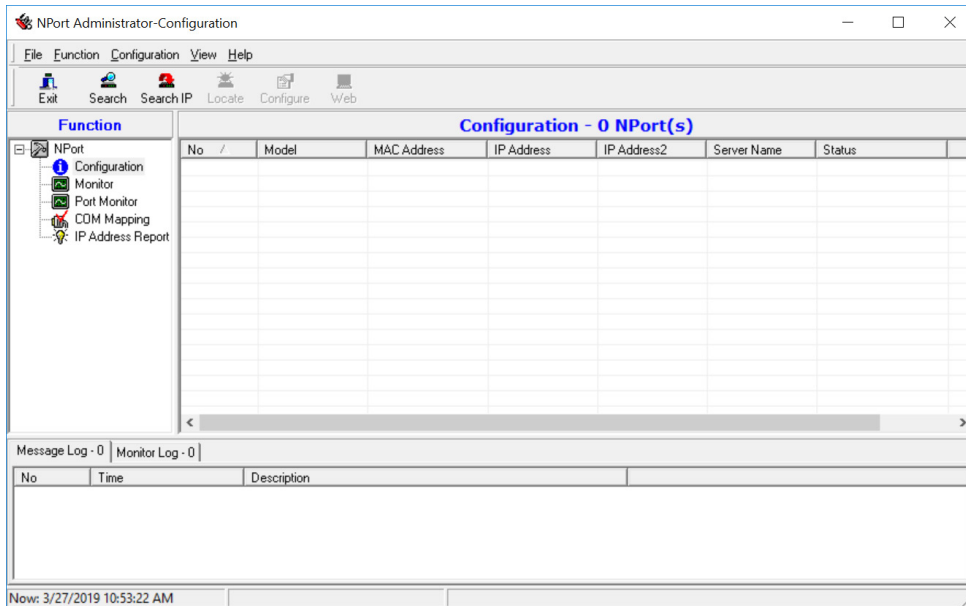 NPort Administrator-Configuration
File Function Configuration View Help
Exit Search Search IP Locate Configure Web
Function
Configuration - 0 NPort(s)
NPort
Configuration
Monitor
Port Monitor
COM Mapping
IP Address Report
No Model MAC Address IP Address IP Address2 Server Name Status
Message Log - 0 Monitor Log - 0
No Time Description
Now: 3/27/2019 10:53:22 AM